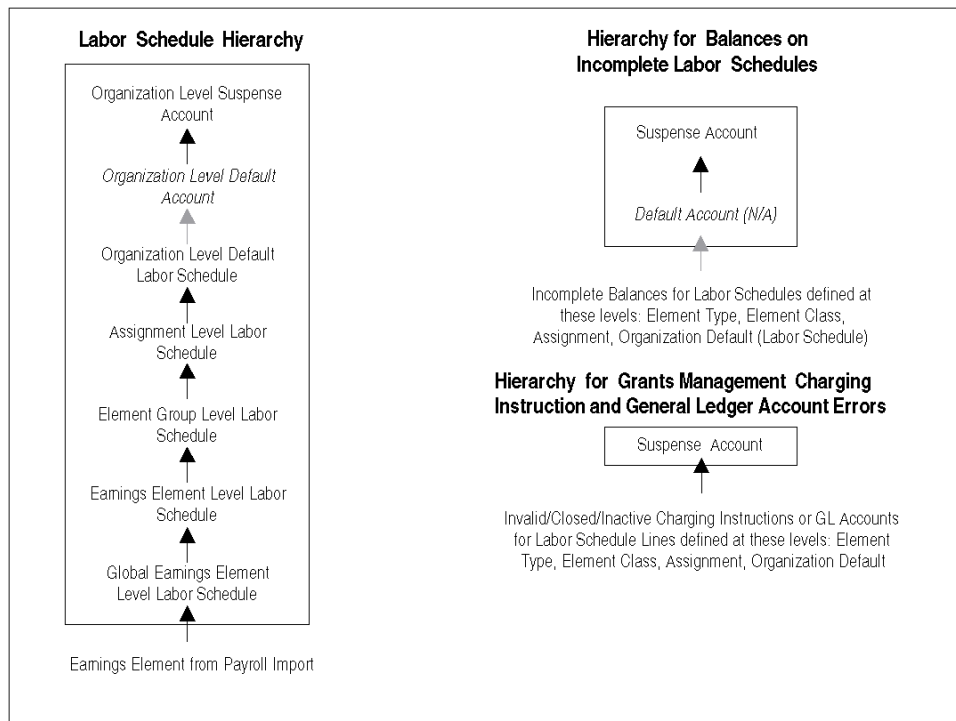 Labor Schedule Hierarchy
Organization Level Suspense
Account
Organization Level Default
Account
Organization Level Default
Labor Schedule
Assignment Level Labor
Schedule
Element Group Level Labor
Schedule
Earnings Element Level Labor
Schedule
Global Earnings Element
Level Labor Schedule
Earnings Element from Payroll Import
Hierarchy for Balances on
Incomplete Labor Schedules
Suspense Account
Default Account (N/A)
Incomplete Balances for Labor Schedules defined at
these levels: Element Type, Element Class,
Assignment, Organization Default (Labor Schedule)
Hierarchy for Grants Management Charging
Instruction and General Ledger Account Errors
Suspense Account
Invalid/Closed/Inactive Charging Instructions or GL Accounts
for Labor Schedule Lines defined at these levels: Element
Type, Element Class, Assignment, Organization Default